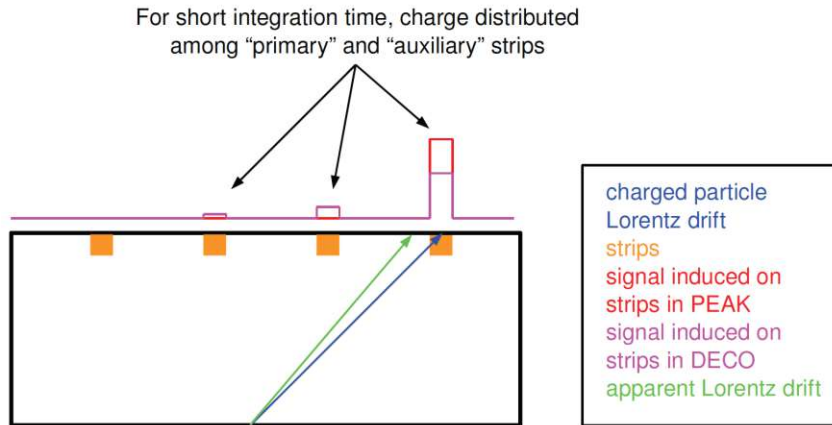 For short integration time, charge distributed
among “primary” and “auxiliary” strips
charged particle
Lorentz drift
strips
signal induced on
strips in PEAK
signal induced on
strips in DECO
apparent Lorentz drift